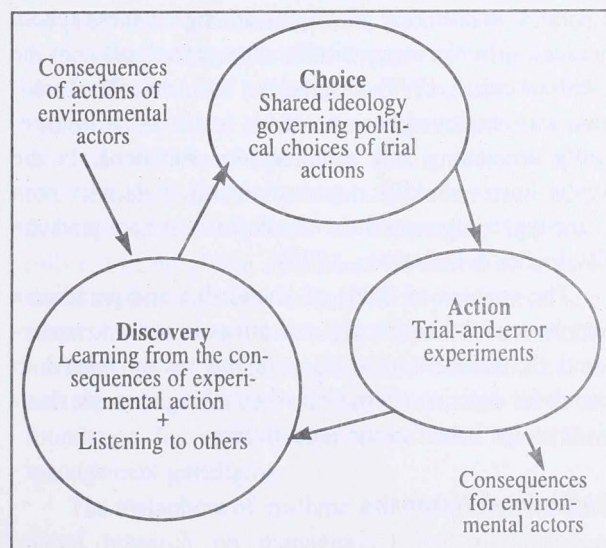 Consequences
of actions of
environmental
actors
Choice
Shared ideology
governing politi-
cal choices of trial
actions
Discovery
Learning from the con-
sequences of experi-
mental action
+
Listening to others
Action
Trial-and-error
experiments
Consequences
for environ-
mental actors